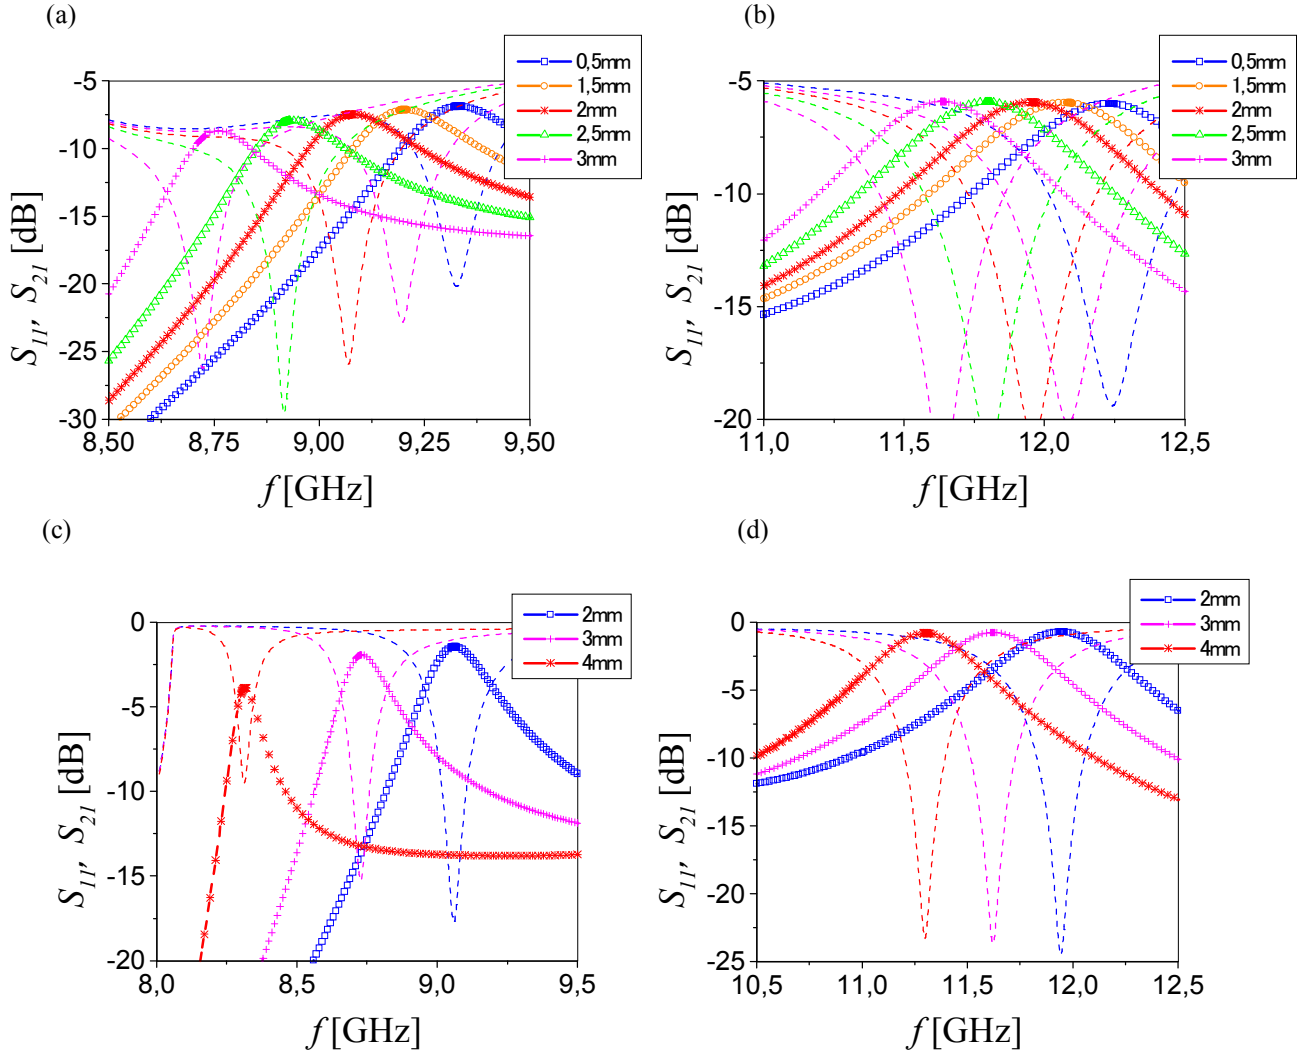 (a)
0,5mm
1,5mm
2mm
2,5mm
3mm
-5
-10
-15
-20
-25
-30
8,50
8,75
9,00
9,25
9,50
S11, S21 [dB]
f [GHz]
(b)
0,5mm
1,5mm
2mm
2,5mm
3mm
-5
-10
-15
-20
11,0
11,5
12,0
12,5
S11, S21 [dB]
f [GHz]
(c)
2mm
3mm
4mm
0
-5
-10
-15
-20
8,0
8,5
9,0
9,5
S11, S21 [dB]
f [GHz]
(d)
2mm
3mm
4mm
0
-5
-10
-15
-20
-25
10,5
11,0
11,5
12,0
12,5
S11, S21 [dB]
f [GHz]